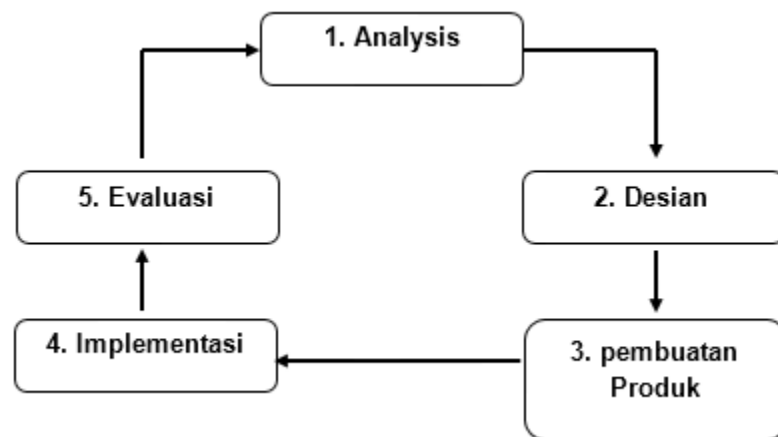 1. Analysis
2. Desian
3. pembuatan
Produk
4. Implementasi
5. Evaluasi